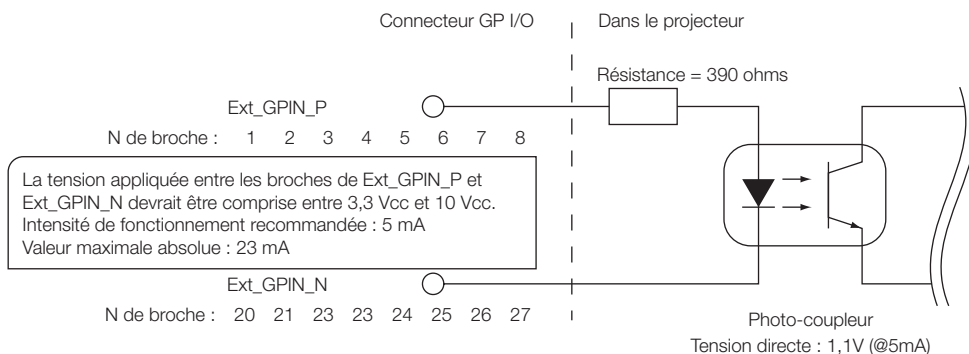 Connecteur GP I/O
Dans le projecteur
Résistance = 390 ohms
Ext_GPIN_P
N de broche : 1 2 3 4 5 6 7 8
La tension appliquée entre les broches de Ext_GPIN_P et
Ext_GPIN_N devrait être comprise entre 3,3 Vcc et 10 Vcc.
Intensité de fonctionnement recommandée : 5 mA
Valeur maximale absolue : 23 mA
Ext_GPIN_N
N de broche : 20 21 23 23 24 25 26 27
Photo-coupleur
Tension directe : 1,1V (@5mA)